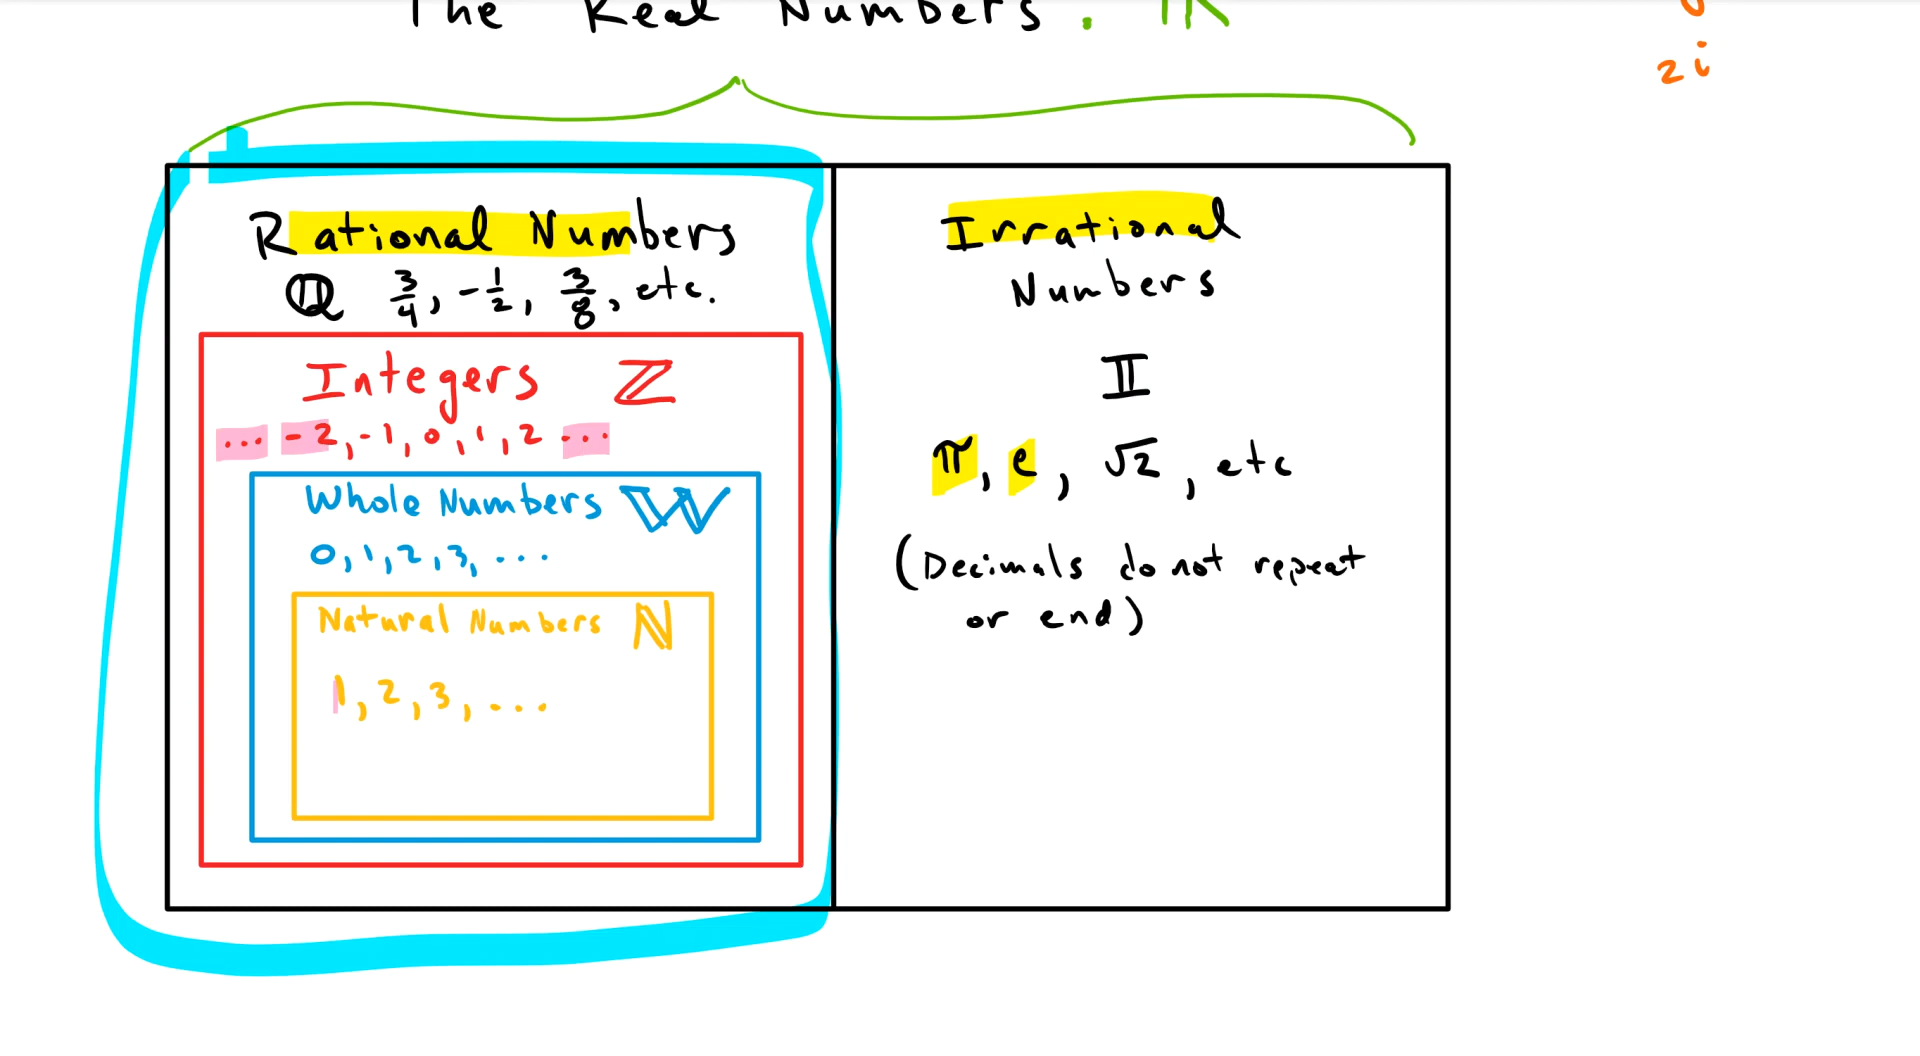 The Real Numbers : ℝ
2i
Rational Numbers
ℚ 3/4, -1/2, 3/8, etc.
Integers ℤ
... -2, -1, 0, 1, 2 ...
Whole Numbers 𝕎
0, 1, 2, 3, ...
Natural Numbers ℕ
1, 2, 3, ...
Irrational
Numbers
𝕀
π, e, √2, etc
(Decimals do not repeat
or end)